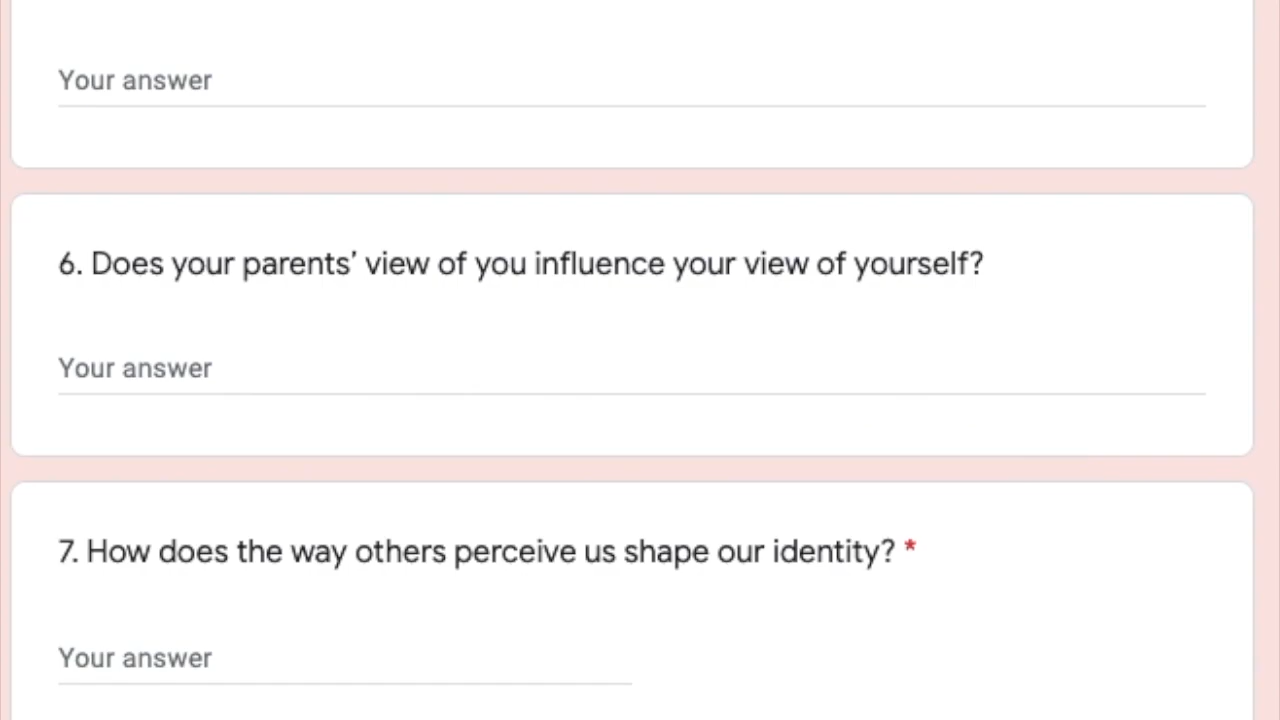 Your answer
6. Does your parents’ view of you influence your view of yourself?
Your answer
7. How does the way others perceive us shape our identity? *
Your answer